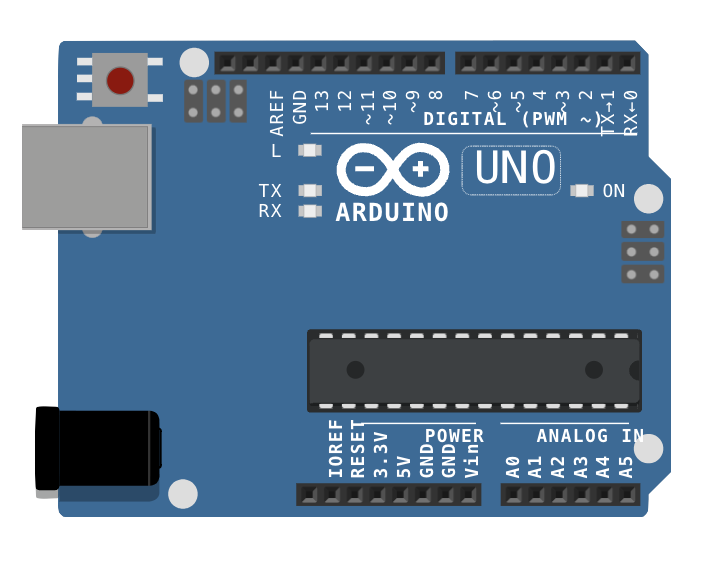 AREF
GND
13
12
~11
~10
~9
8
7
~6
~5
4
~3
2
TX→1
RX←0
DIGITAL (PWM ~)
L
TX
RX
UNO
ON
ARDUINO
POWER
ANALOG IN
IOREF
RESET
3.3V
5V
GND
GND
Vin
A0
A1
A2
A3
A4
A5